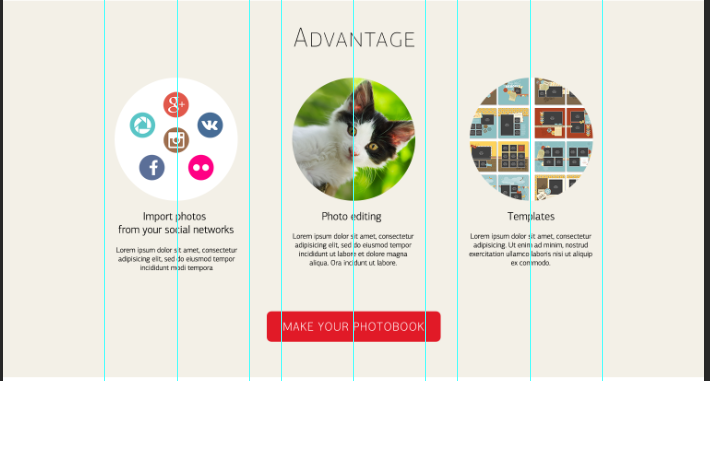 ADVANTAGE
Import photos
from your social networks
Lorem ipsum dolor sit amet, consectetur
adipisicing elit, sed do eiusmod tempor
incididunt modi tempora
Photo editing
Lorem ipsum dolor sit amet, consectetur
adipisicing elit, sed do eiusmod tempor
incididunt ut labore et dolore magna
aliqua. Ora incidunt ut labore.
Templates
Lorem ipsum dolor sit amet, consectetur
adipisicing. Ut enim ad minim, nostrud
exercitation ullamco laboris nisi ut aliquip
ex commodo.
MAKE YOUR PHOTOBOOK